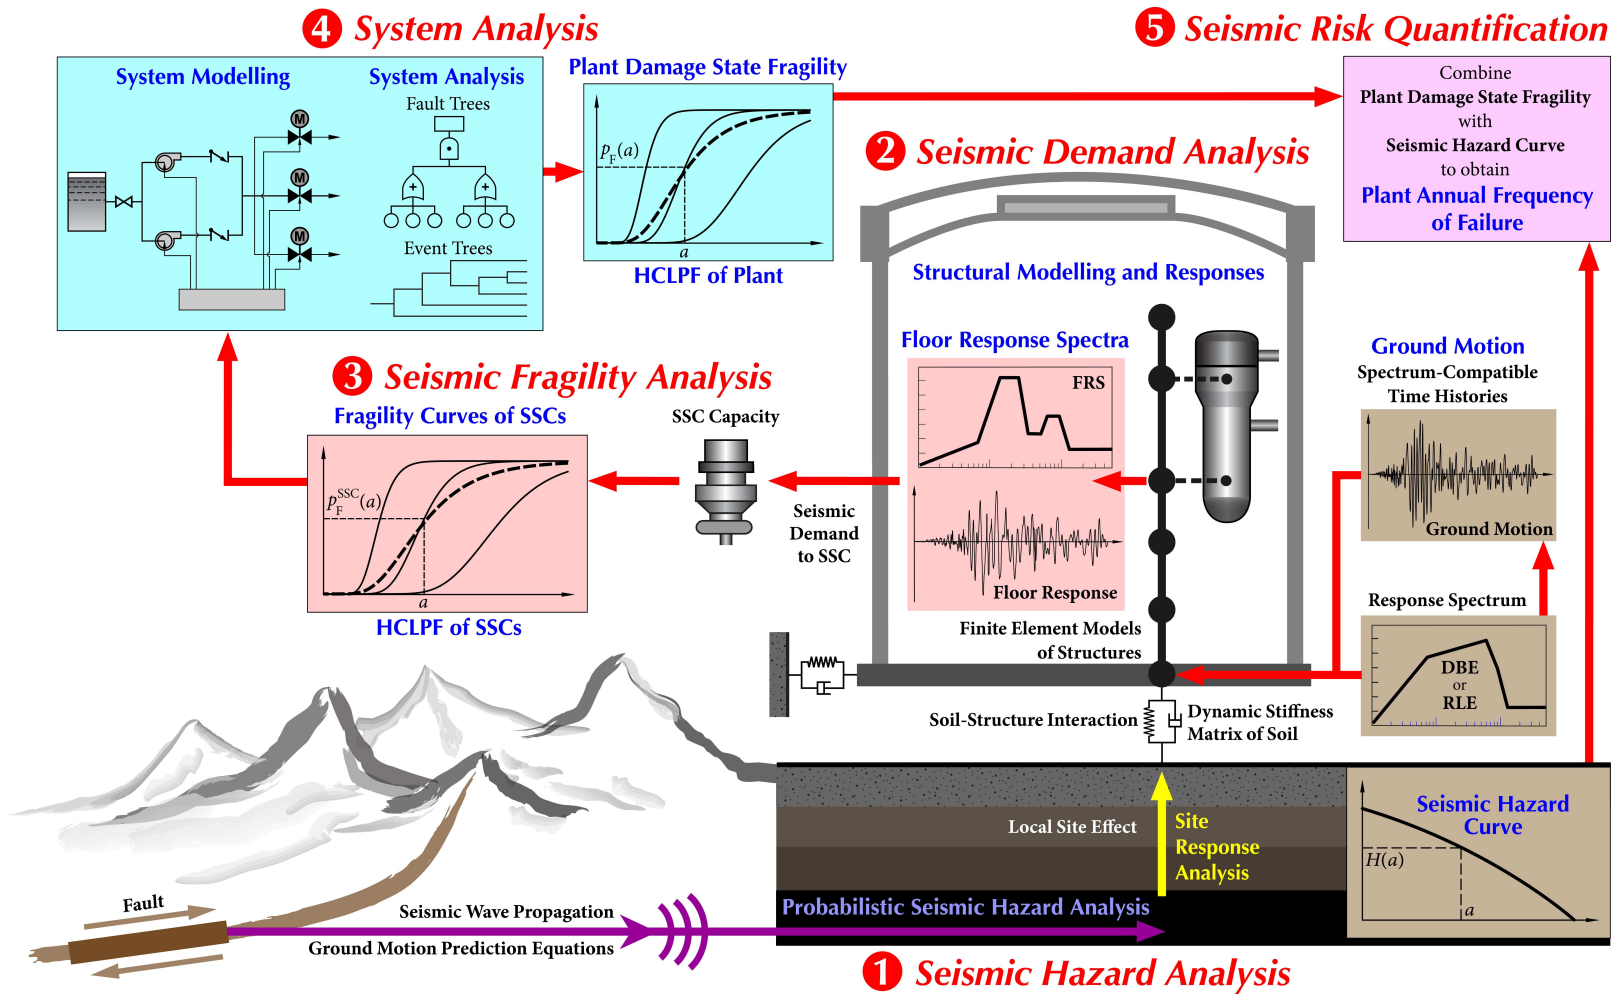 4 System Analysis
5 Seismic Risk Quantification
System Modelling
System Analysis
Fault Trees
M
M
M
+
+
Event Trees
Plant Damage State Fragility
pF(a)
a
HCLPF of Plant
Combine
Plant Damage State Fragility
with
Seismic Hazard Curve
to obtain
Plant Annual Frequency
of Failure
2 Seismic Demand Analysis
Structural Modelling and Responses
Floor Response Spectra
FRS
Floor Response
Finite Element Models
of Structures
3 Seismic Fragility Analysis
Fragility Curves of SSCs
pF^SSC(a)
a
HCLPF of SSCs
SSC Capacity
Seismic
Demand
to SSC
Ground Motion
Spectrum-Compatible
Time Histories
Ground Motion
Response Spectrum
DBE
or
RLE
Soil-Structure Interaction
Dynamic Stiffness
Matrix of Soil
Local Site Effect
Site
Response
Analysis
Seismic Hazard
Curve
H(a)
a
Fault
Seismic Wave Propagation
Ground Motion Prediction Equations
Probabilistic Seismic Hazard Analysis
1 Seismic Hazard Analysis